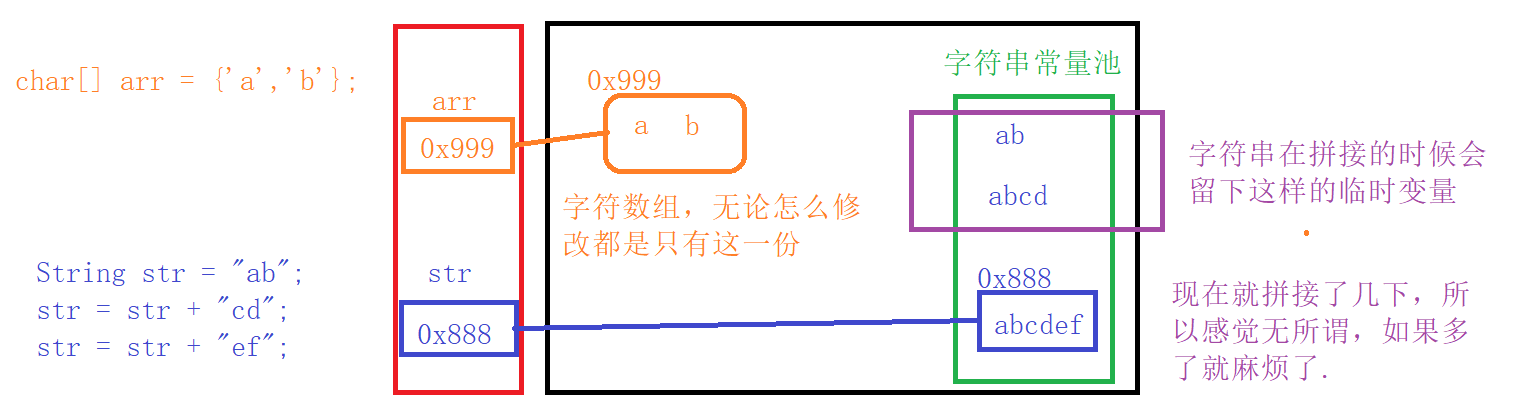 char[] arr = {'a','b'};
String str = "ab";
str = str + "cd";
str = str + "ef";
arr
0x999
str
0x888
0x999
a b
字符数组，无论怎么修
改都是只有这一份
字符串常量池
ab
abcd
0x888
abcdef
字符串在拼接的时候会
留下这样的临时变量
现在就拼接了几下，所
以感觉无所谓，如果多
了就麻烦了.